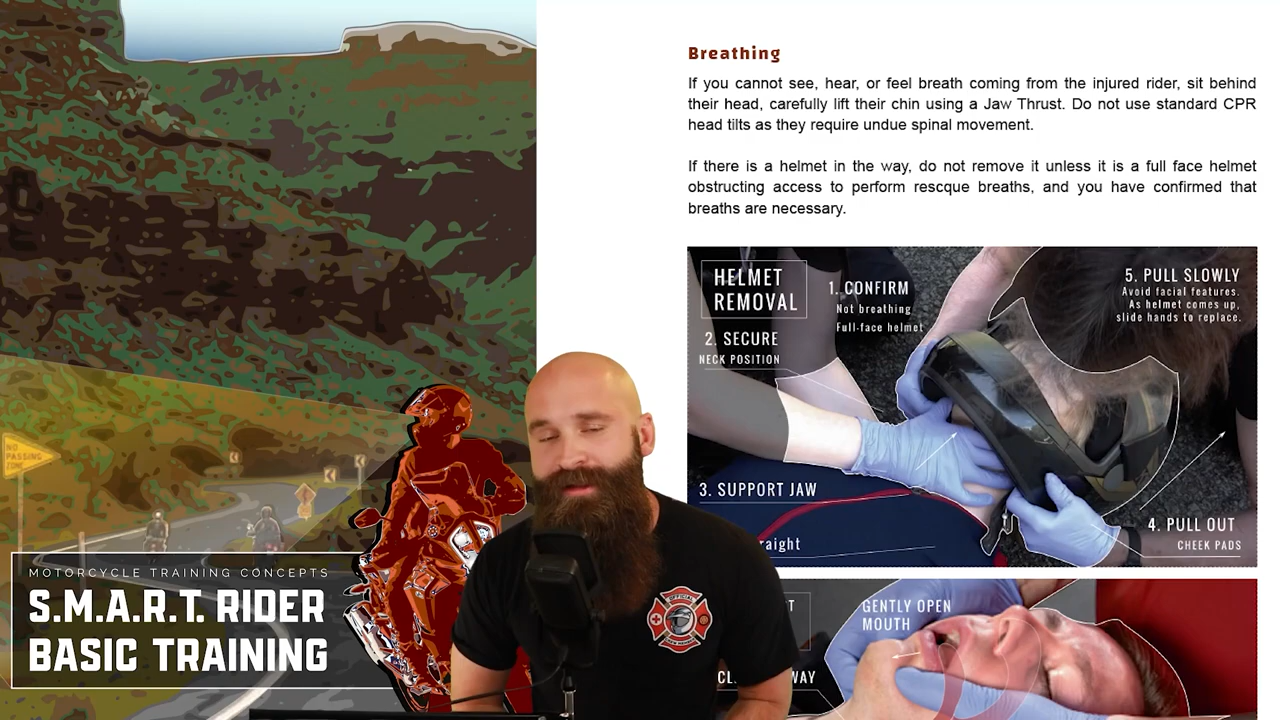 Breathing
If you cannot see, hear, or feel breath coming from the injured rider, sit behind
their head, carefully lift their chin using a Jaw Thrust. Do not use standard CPR
head tilts as they require undue spinal movement.
If there is a helmet in the way, do not remove it unless it is a full face helmet
obstructing access to perform rescque breaths, and you have confirmed that
breaths are necessary.
HELMET
REMOVAL
1. CONFIRM
Not breathing
Full-face helmet
2. SECURE
NECK POSITION
5. PULL SLOWLY
Avoid facial features.
As helmet comes up,
slide hands to replace.
3. SUPPORT JAW
raight
4. PULL OUT
CHEEK PADS
GENTLY OPEN
MOUTH
NO
PASSING
ZONE
MOTORCYCLE TRAINING CONCEPTS
S.M.A.R.T. RIDER
BASIC TRAINING
OFFICIAL